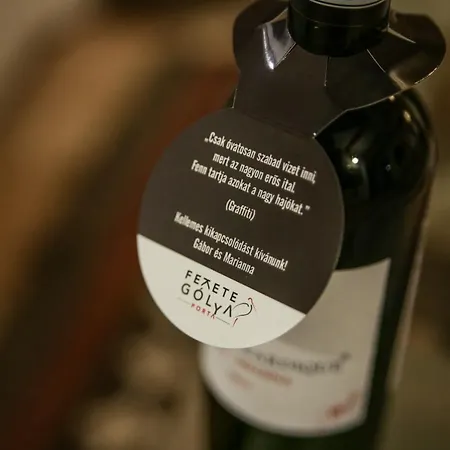 „Csak óvatosan szabad vizet inni,
mert az nagyon erős ital.
Fenn tartja azokat a nagy hajókat."
(Graffiti)
Kellemes kikapcsolódást kívánunk!
Gábor és Marianna
FEKETE
GÓLYA
PORTA